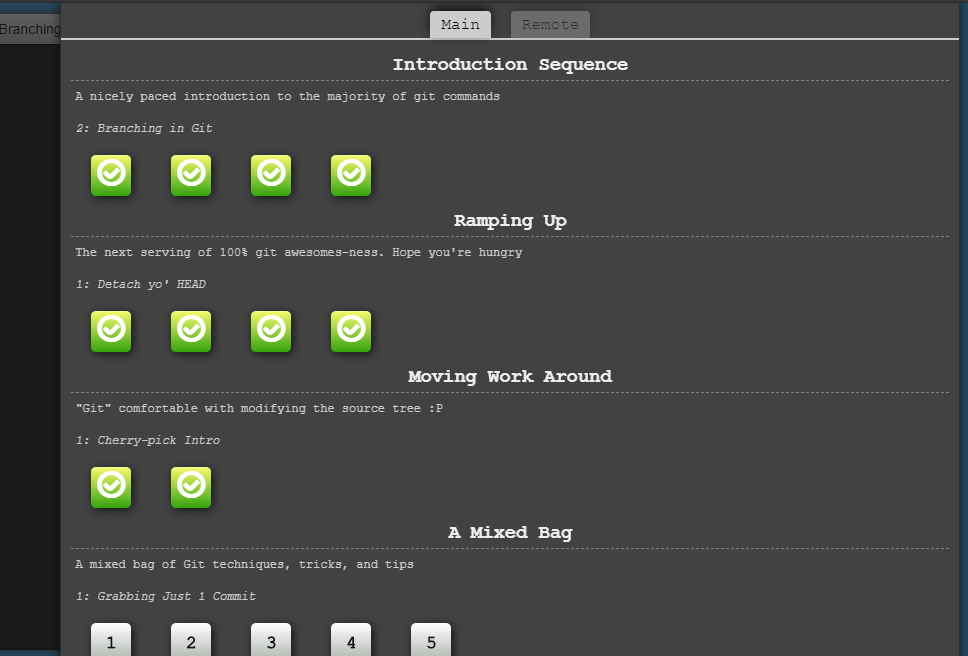 Main Remote
Branching
Introduction Sequence
A nicely paced introduction to the majority of git commands
2: Branching in Git
Ramping Up
The next serving of 100% git awesomes-ness. Hope you're hungry
1: Detach yo' HEAD
Moving Work Around
"Git" comfortable with modifying the source tree :P
1: Cherry-pick Intro
A Mixed Bag
A mixed bag of Git techniques, tricks, and tips
1: Grabbing Just 1 Commit
1 2 3 4 5